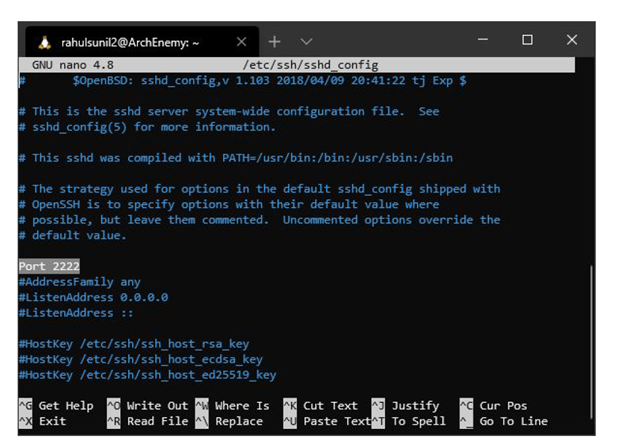 rahulsunil2@ArchEnemy: ~
GNU nano 4.8 /etc/ssh/sshd_config
# $OpenBSD: sshd_config,v 1.103 2018/04/09 20:41:22 tj Exp $
# This is the sshd server system-wide configuration file. See
# sshd_config(5) for more information.
# This sshd was compiled with PATH=/usr/bin:/bin:/usr/sbin:/sbin
# The strategy used for options in the default sshd_config shipped with
# OpenSSH is to specify options with their default value where
# possible, but leave them commented. Uncommented options override the
# default value.
Port 2222
#AddressFamily any
#ListenAddress 0.0.0.0
#ListenAddress ::
#HostKey /etc/ssh/ssh_host_rsa_key
#HostKey /etc/ssh/ssh_host_ecdsa_key
#HostKey /etc/ssh/ssh_host_ed25519_key
^G Get Help ^O Write Out ^W Where Is ^K Cut Text ^J Justify ^C Cur Pos
^X Exit ^R Read File ^\ Replace ^U Paste Text ^T To Spell ^_ Go To Line